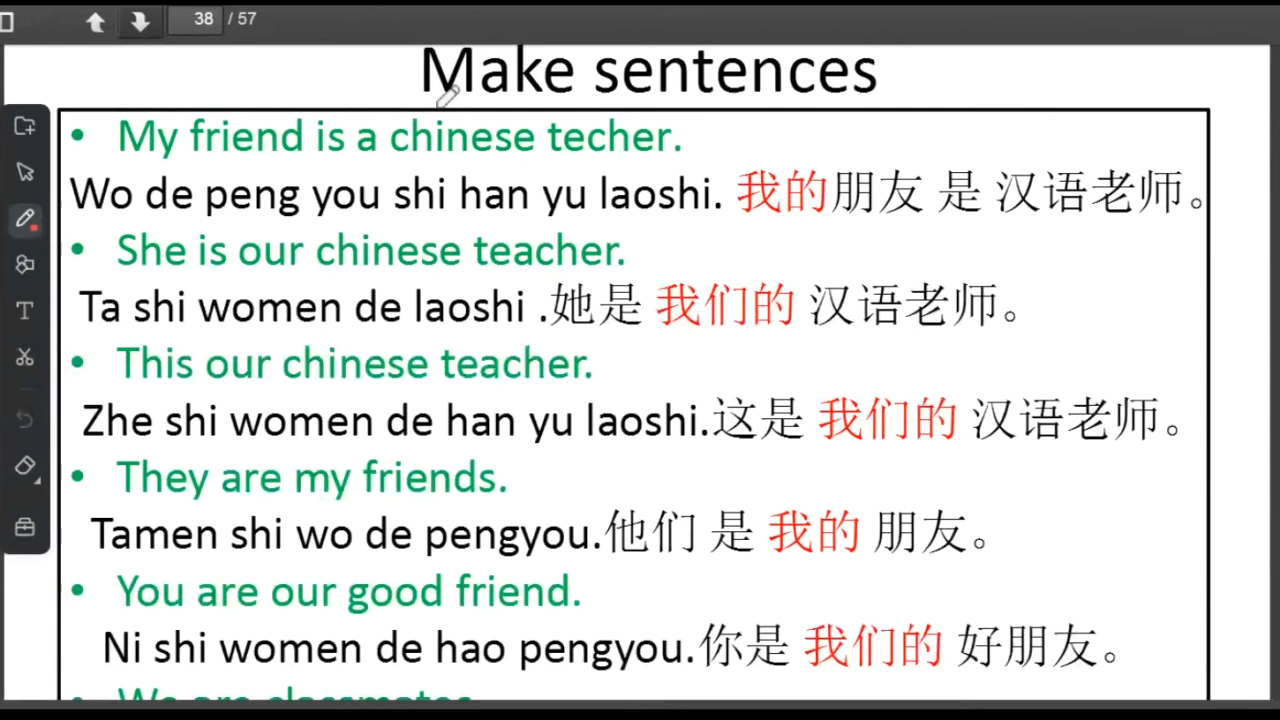 38 / 57
Make sentences
• My friend is a chinese techer.
Wo de peng you shi han yu laoshi. 我的朋友 是 汉语老师。
• She is our chinese teacher.
Ta shi women de laoshi .她是 我们的 汉语老师。
• This our chinese teacher.
Zhe shi women de han yu laoshi.这是 我们的 汉语老师。
• They are my friends.
Tamen shi wo de pengyou.他们 是 我的 朋友。
• You are our good friend.
Ni shi women de hao pengyou.你是 我们的 好朋友。
• We are classmates